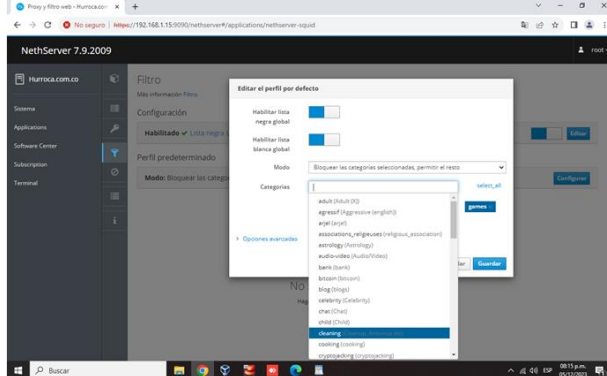 Proxy y filtro web - Hurroca.com
No seguro | https://192.168.1.15:9090/nethserver#/applications/nethserver-squid
NethServer 7.9.2009
root
Hurroca.com.co
Sistema
Applications
Software Center
Subscription
Terminal
Filtro
Más información Filtro.
Configuración
Habilitado ✔ Lista negra
Editar
Perfil predeterminado
Modo: Bloquear las catego
Configurar
Editar el perfil por defecto
Habilitar lista
negra global
Habilitar lista
blanca global
Modo
Bloquear las categorías seleccionadas, permitir el resto
Categorías
select_all
games
adult (Adult (X))
agressif (Aggressive (english))
arjel (arjel)
associations_religieuses (religious_association)
astrology (Astrology)
audio-video (Audio/Video)
bank (bank)
bitcoin (bitcoin)
blog (blogs)
celebrity (Celebrity)
chat (Chat)
child (Child)
cleaning
cooking (cooking)
cryptojacking (cryptojacking)
> Opciones avanzadas
Guardar
No
Buscar
ESP
08:15 p.m.
05/12/2023